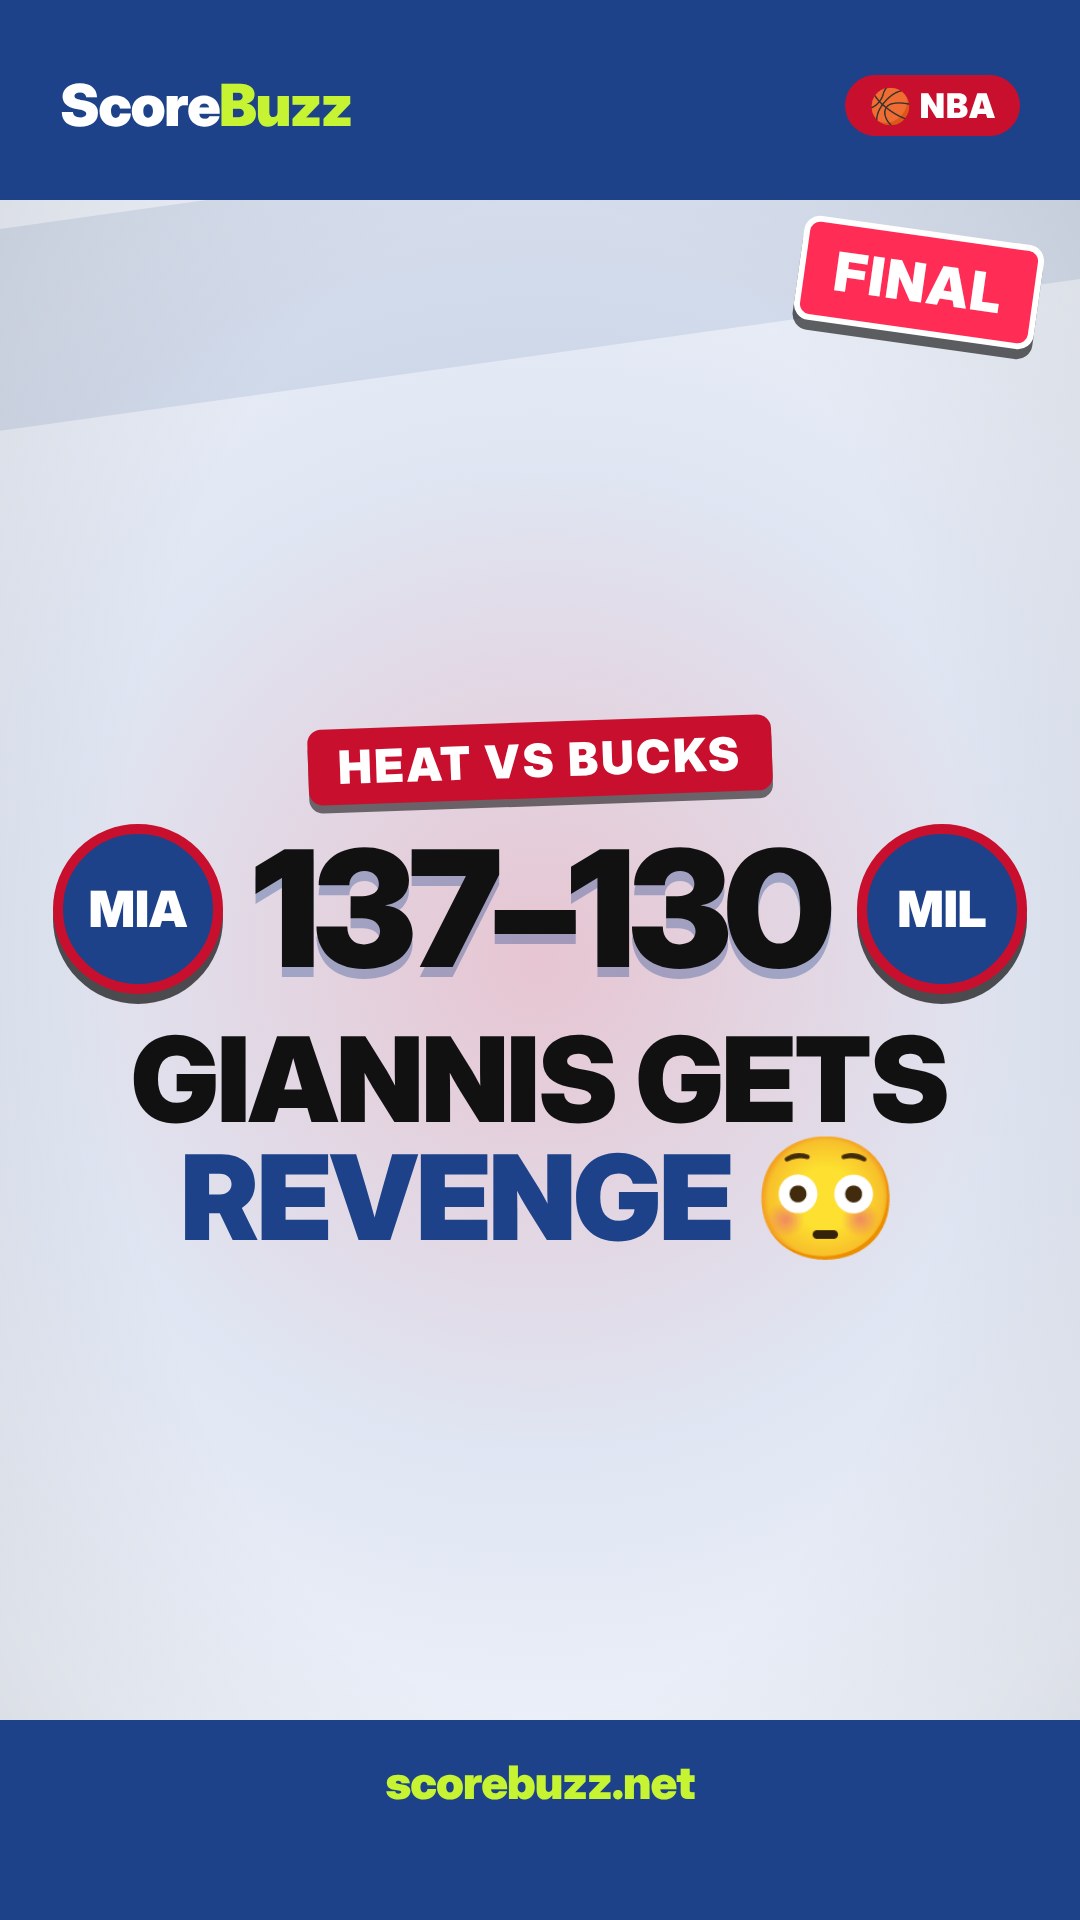 ScoreBuzz
🏀 NBA
FINAL
HEAT VS BUCKS
MIA 137–130 MIL
GIANNIS GETS
REVENGE 😳
scorebuzz.net